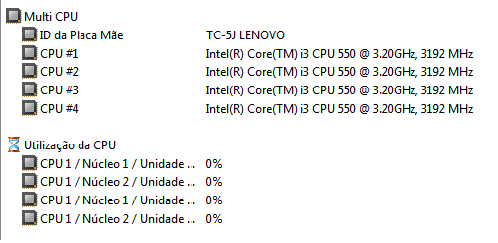 Multi CPU
ID da Placa Mãe TC-5J LENOVO
CPU #1 Intel(R) Core(TM) i3 CPU 550 @ 3.20GHz, 3192 MHz
CPU #2 Intel(R) Core(TM) i3 CPU 550 @ 3.20GHz, 3192 MHz
CPU #3 Intel(R) Core(TM) i3 CPU 550 @ 3.20GHz, 3192 MHz
CPU #4 Intel(R) Core(TM) i3 CPU 550 @ 3.20GHz, 3192 MHz
Utilização da CPU
CPU 1 / Núcleo 1 / Unidade .. 0%
CPU 1 / Núcleo 2 / Unidade .. 0%
CPU 1 / Núcleo 1 / Unidade .. 0%
CPU 1 / Núcleo 2 / Unidade .. 0%